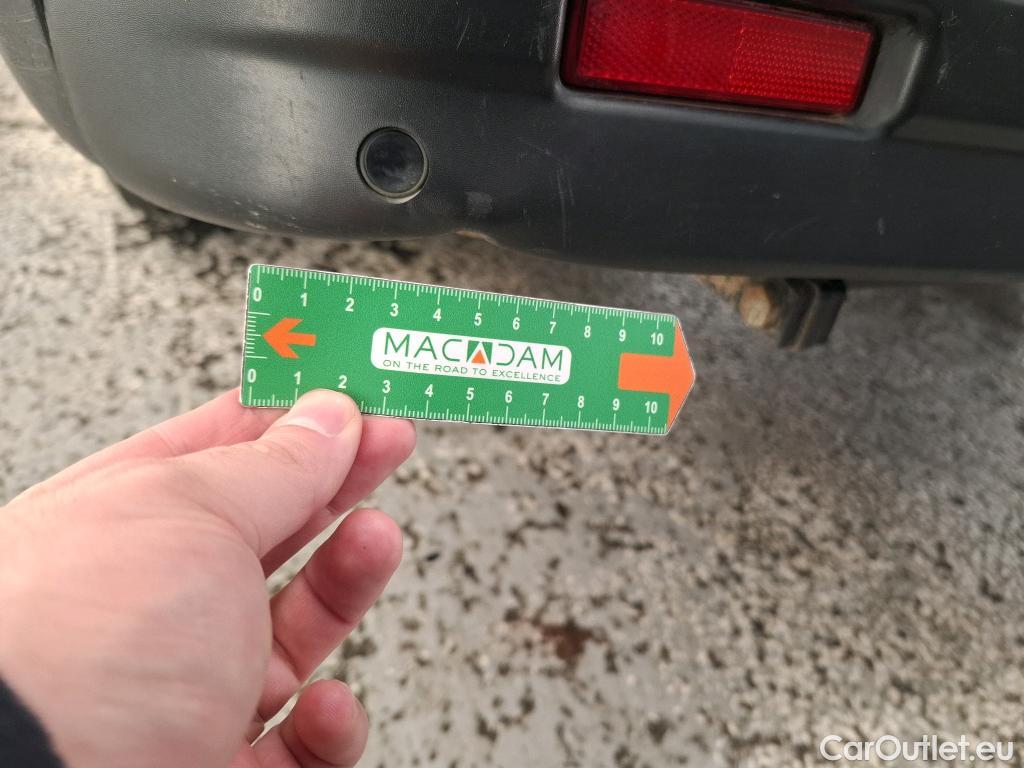 0 1 2 3 4 5 6 7 8 9 10
MACADAM
ON THE ROAD TO EXCELLENCE
0 1 2 3 4 5 6 7 8 9 10
CarOutlet.eu